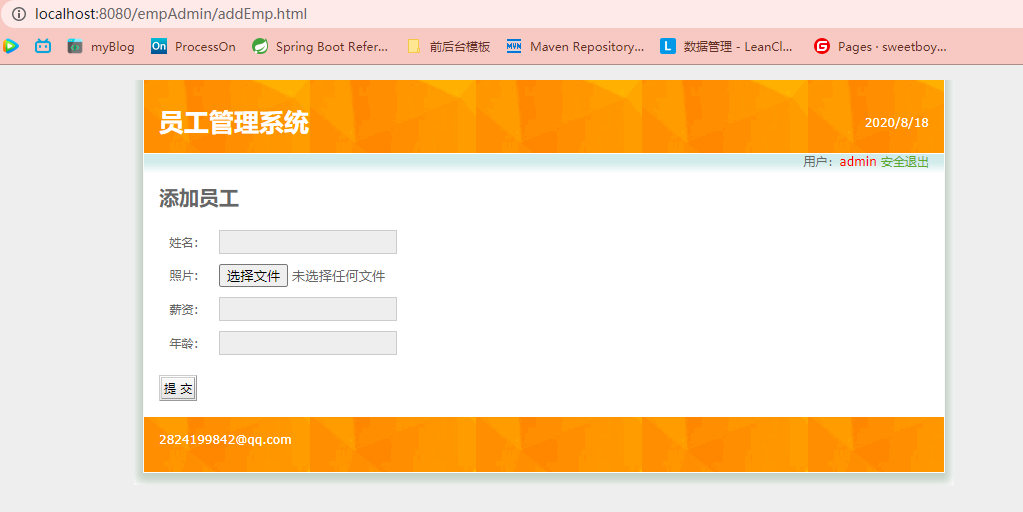 localhost:8080/empAdmin/addEmp.html
myBlog ProcessOn Spring Boot Refer... 前后台模板 Maven Repository... 数据管理 - LeanCl... Pages · sweetboy...
员工管理系统 2020/8/18
用户：admin 安全退出
添加员工
姓名：
照片： 选择文件 未选择任何文件
薪资：
年龄：
提 交
2824199842@qq.com